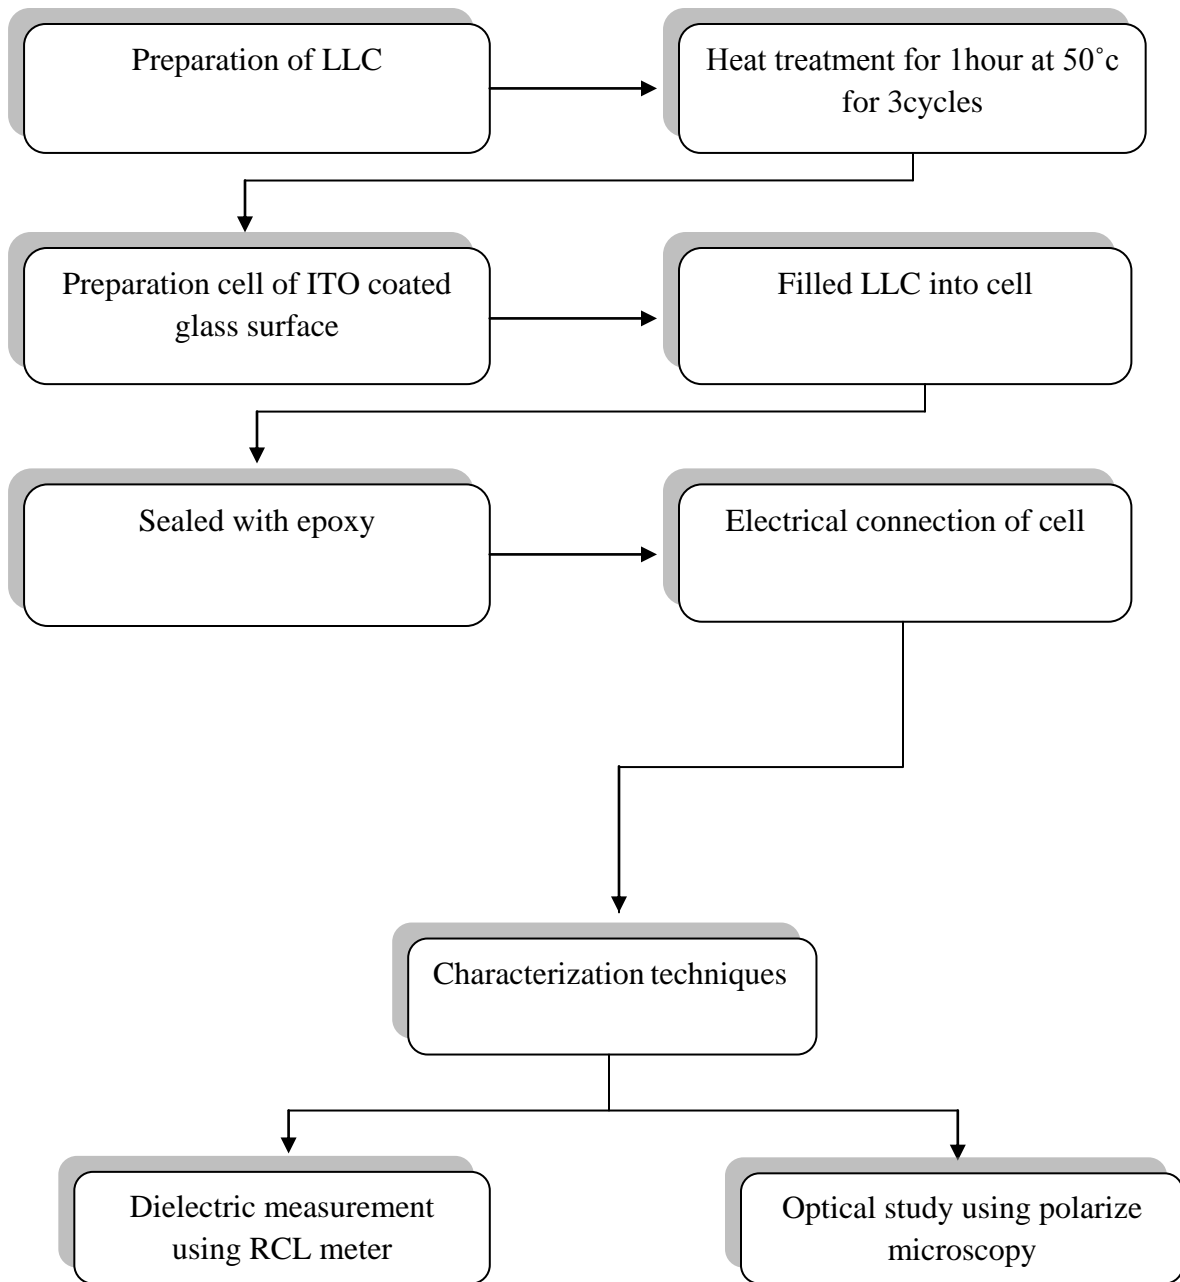 Preparation of LLC
Heat treatment for 1hour at 50˚c
for 3cycles
Preparation cell of ITO coated
glass surface
Filled LLC into cell
Sealed with epoxy
Electrical connection of cell
Characterization techniques
Dielectric measurement
using RCL meter
Optical study using polarize
microscopy